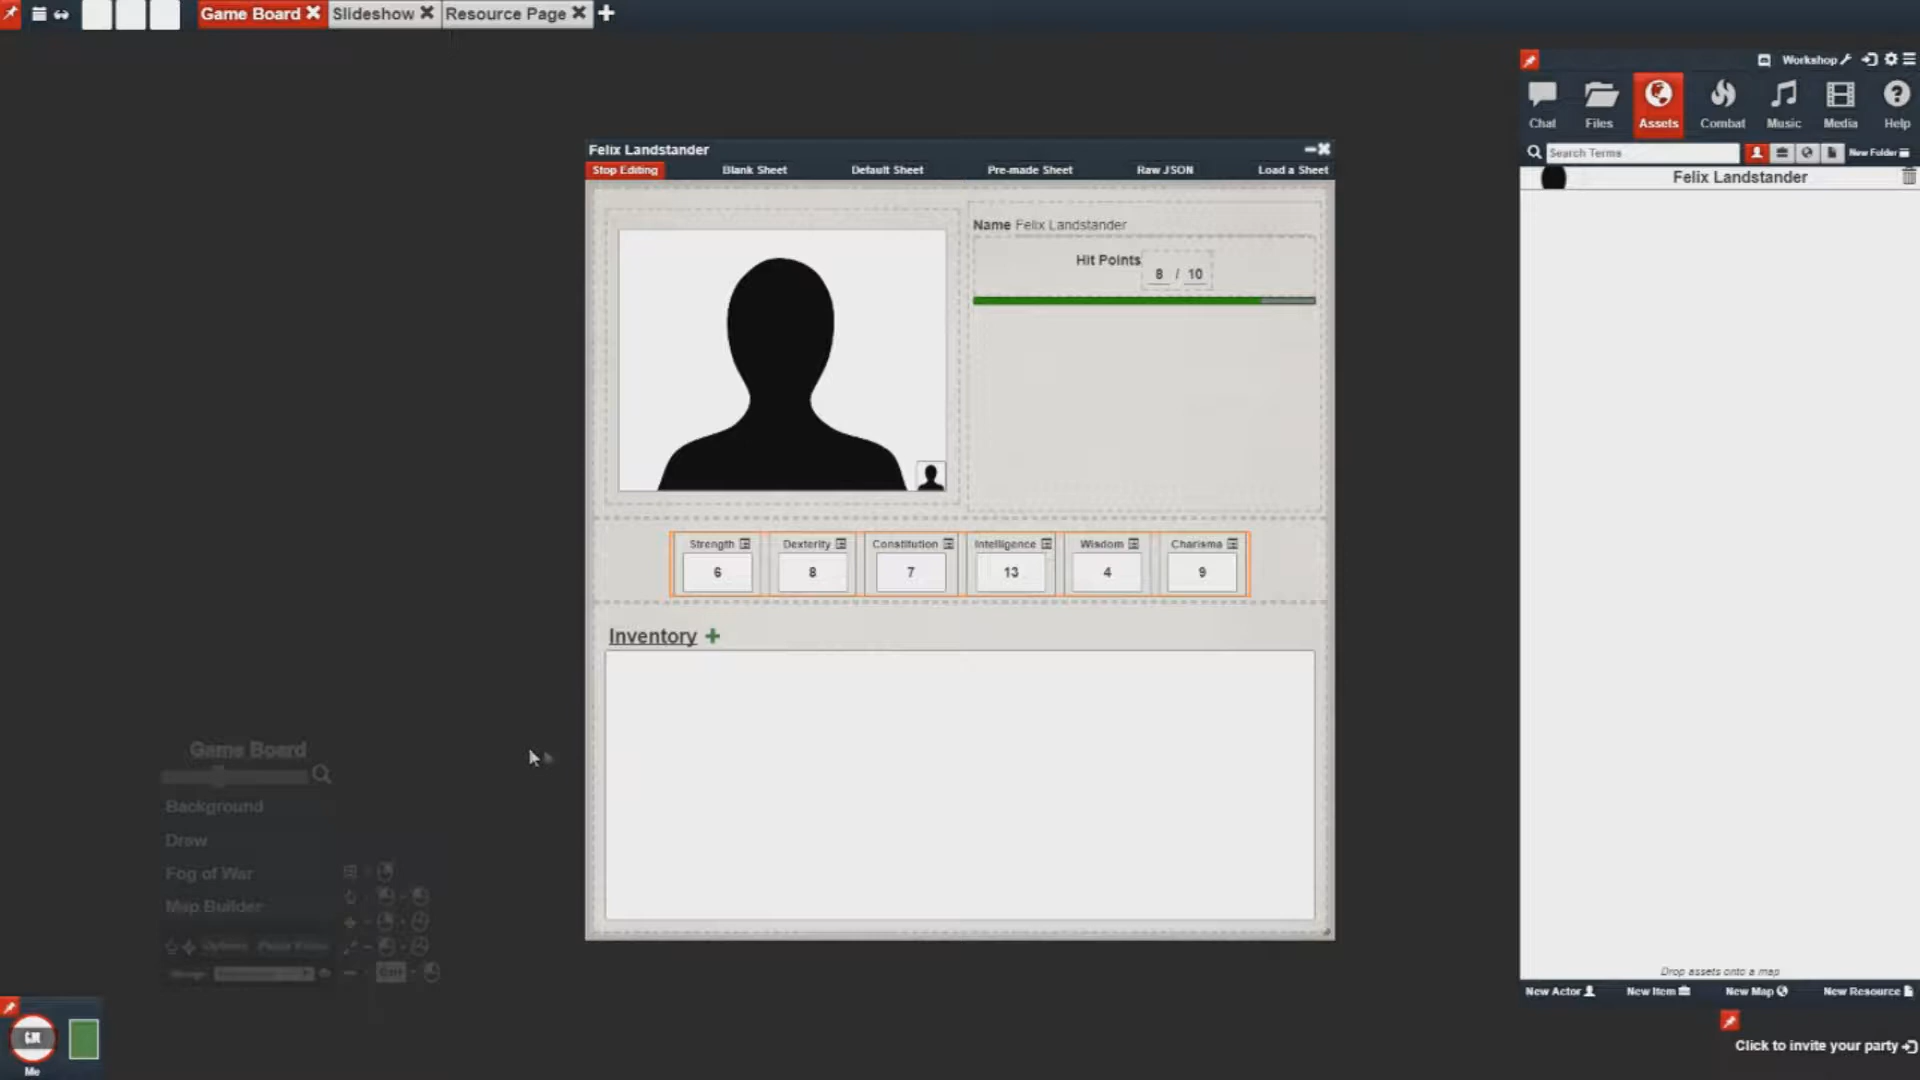 Game Board Slideshow Resource Page
Workshop
Chat Files Assets Combat Music Media Help
Search Terms New Folder
Felix Landstander
Felix Landstander
Stop Editing Blank Sheet Default Sheet Pre-made Sheet Raw JSON Load a Sheet
Name Felix Landstander
Hit Points 8 / 10
Strength Dexterity Constitution Intelligence Wisdom Charisma
6 8 7 13 4 9
Inventory +
Game Board
Background
Draw
Fog of War
Map Builder
Options
Ctrl
Drop assets onto a map
New Actor New Item New Map New Resource
Click to invite your party
GM
Me